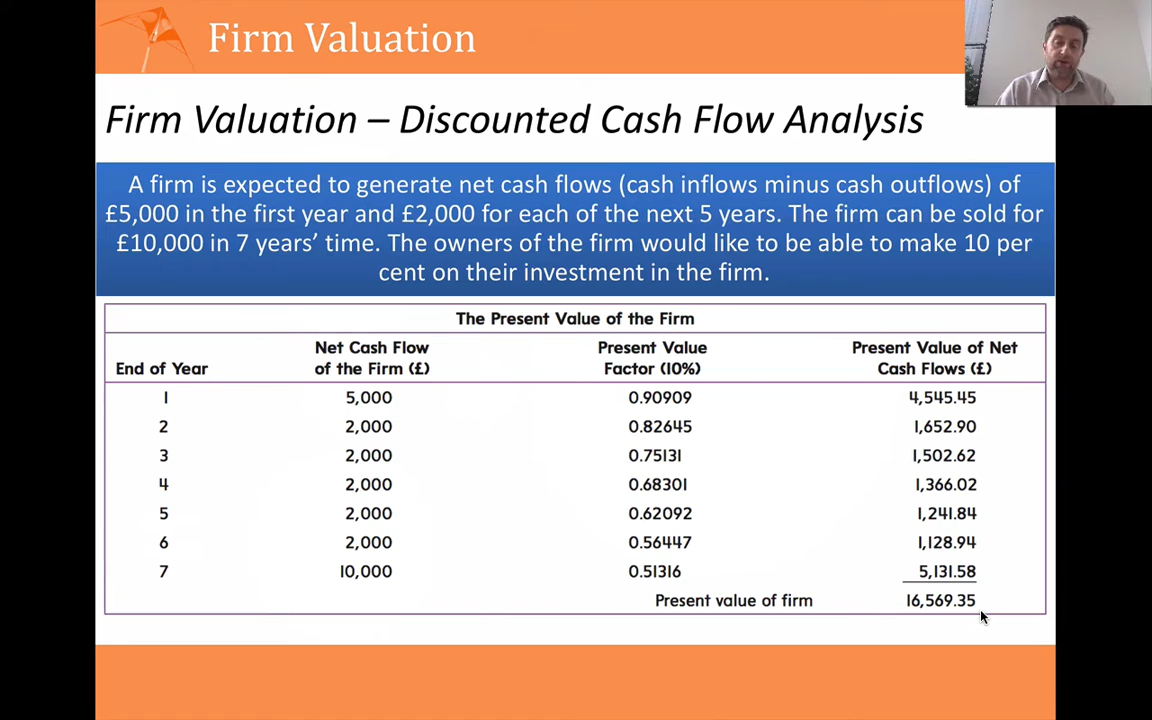 Firm Valuation
Firm Valuation – Discounted Cash Flow Analysis
A firm is expected to generate net cash flows (cash inflows minus cash outflows) of
£5,000 in the first year and £2,000 for each of the next 5 years. The firm can be sold for
£10,000 in 7 years’ time. The owners of the firm would like to be able to make 10 per
cent on their investment in the firm.
The Present Value of the Firm
End of Year Net Cash Flow of the Firm (£) Present Value Factor (10%) Present Value of Net Cash Flows (£)
1 5,000 0.90909 4,545.45
2 2,000 0.82645 1,652.90
3 2,000 0.75131 1,502.62
4 2,000 0.68301 1,366.02
5 2,000 0.62092 1,241.84
6 2,000 0.56447 1,128.94
7 10,000 0.51316 5,131.58
Present value of firm 16,569.35